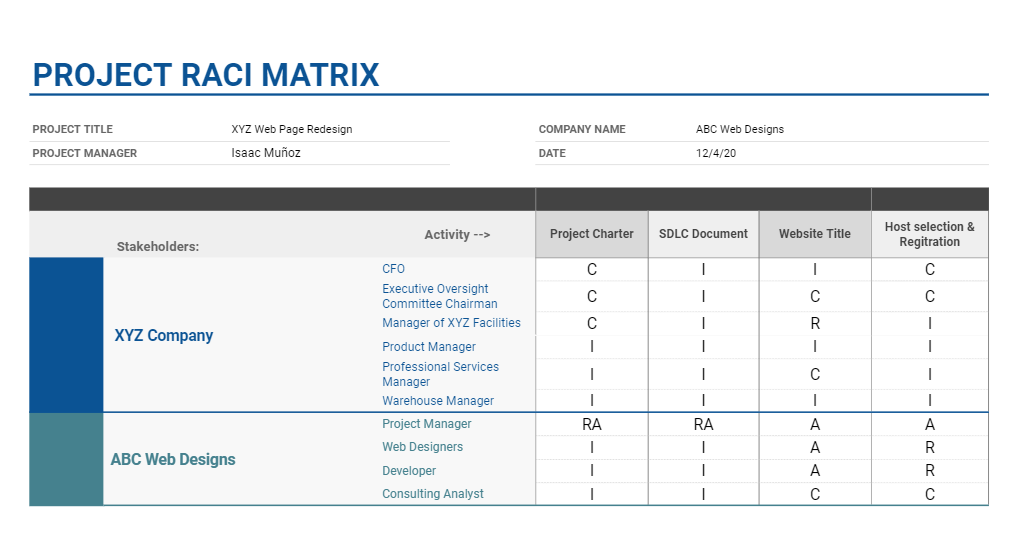 PROJECT RACI MATRIX
PROJECT TITLE XYZ Web Page Redesign COMPANY NAME ABC Web Designs
PROJECT MANAGER Isaac Muñoz DATE 12/4/20
Stakeholders: Activity --> Project Charter SDLC Document Website Title Host selection &
Regitration
XYZ Company
CFO C I I C
Executive Oversight
Committee Chairman C I C C
Manager of XYZ Facilities C I R I
Product Manager I I I I
Professional Services
Manager I I C I
Warehouse Manager I I I I
ABC Web Designs
Project Manager RA RA A A
Web Designers I I A R
Developer I I A R
Consulting Analyst I I C C